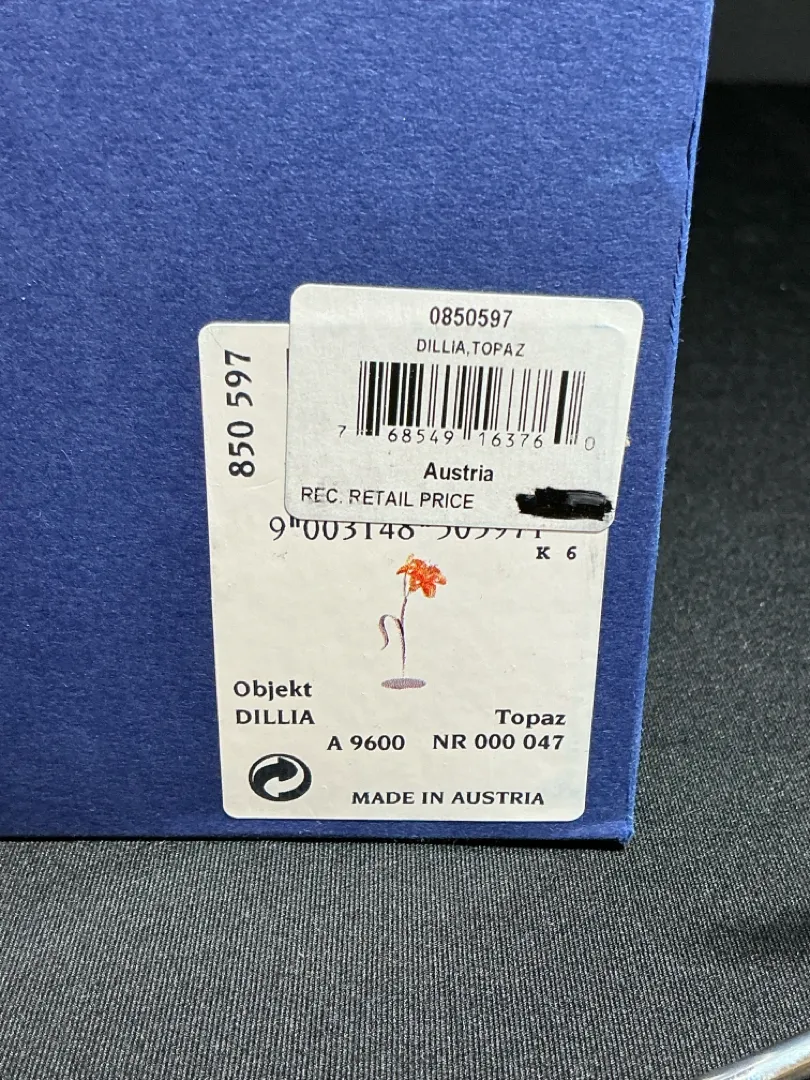 0850597
DILLIA,TOPAZ
7 68549 16376 0
Austria
REC. RETAIL PRICE
850 597
K 6
Objekt
DILLIA Topaz
A 9600 NR 000 047
MADE IN AUSTRIA